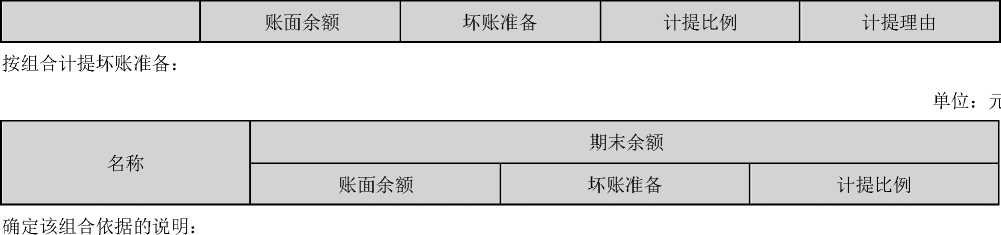 账面余额 坏账准备 计提比例 计提理由
按组合计提坏账准备：
单位：元
名称 期末余额
账面余额 坏账准备 计提比例
确定该组合依据的说明：